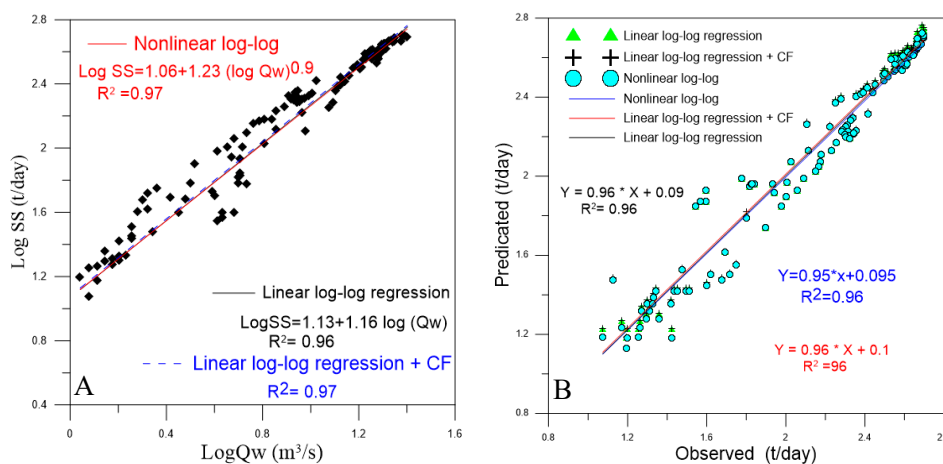 2.8
2.4
2
1.6
1.2
0.8
0.4
0
0.4
0.8
1.2
1.6
Log SS (t/day)
LogQw (m³/s)
Nonlinear log-log
Log SS=1.06+1.23 (log Qw)^0.9
R² =0.97
Linear log-log regression
LogSS=1.13+1.16 log (Qw)
R²= 0.96
Linear log-log regression + CF
R²= 0.97
A
B
2.8
2.4
2
1.6
1.2
0.8
0.8
1.2
1.6
2
2.4
Predicated (t/day)
Observed (t/day)
Linear log-log regression
Linear log-log regression + CF
Nonlinear log-log
Nonlinear log-log
Linear log-log regression + CF
Linear log-log regression
Y = 0.96 * X + 0.09
R²= 0.96
Y=0.95*x+0.095
R²=0.96
Y = 0.96 * X + 0.1
R² =96